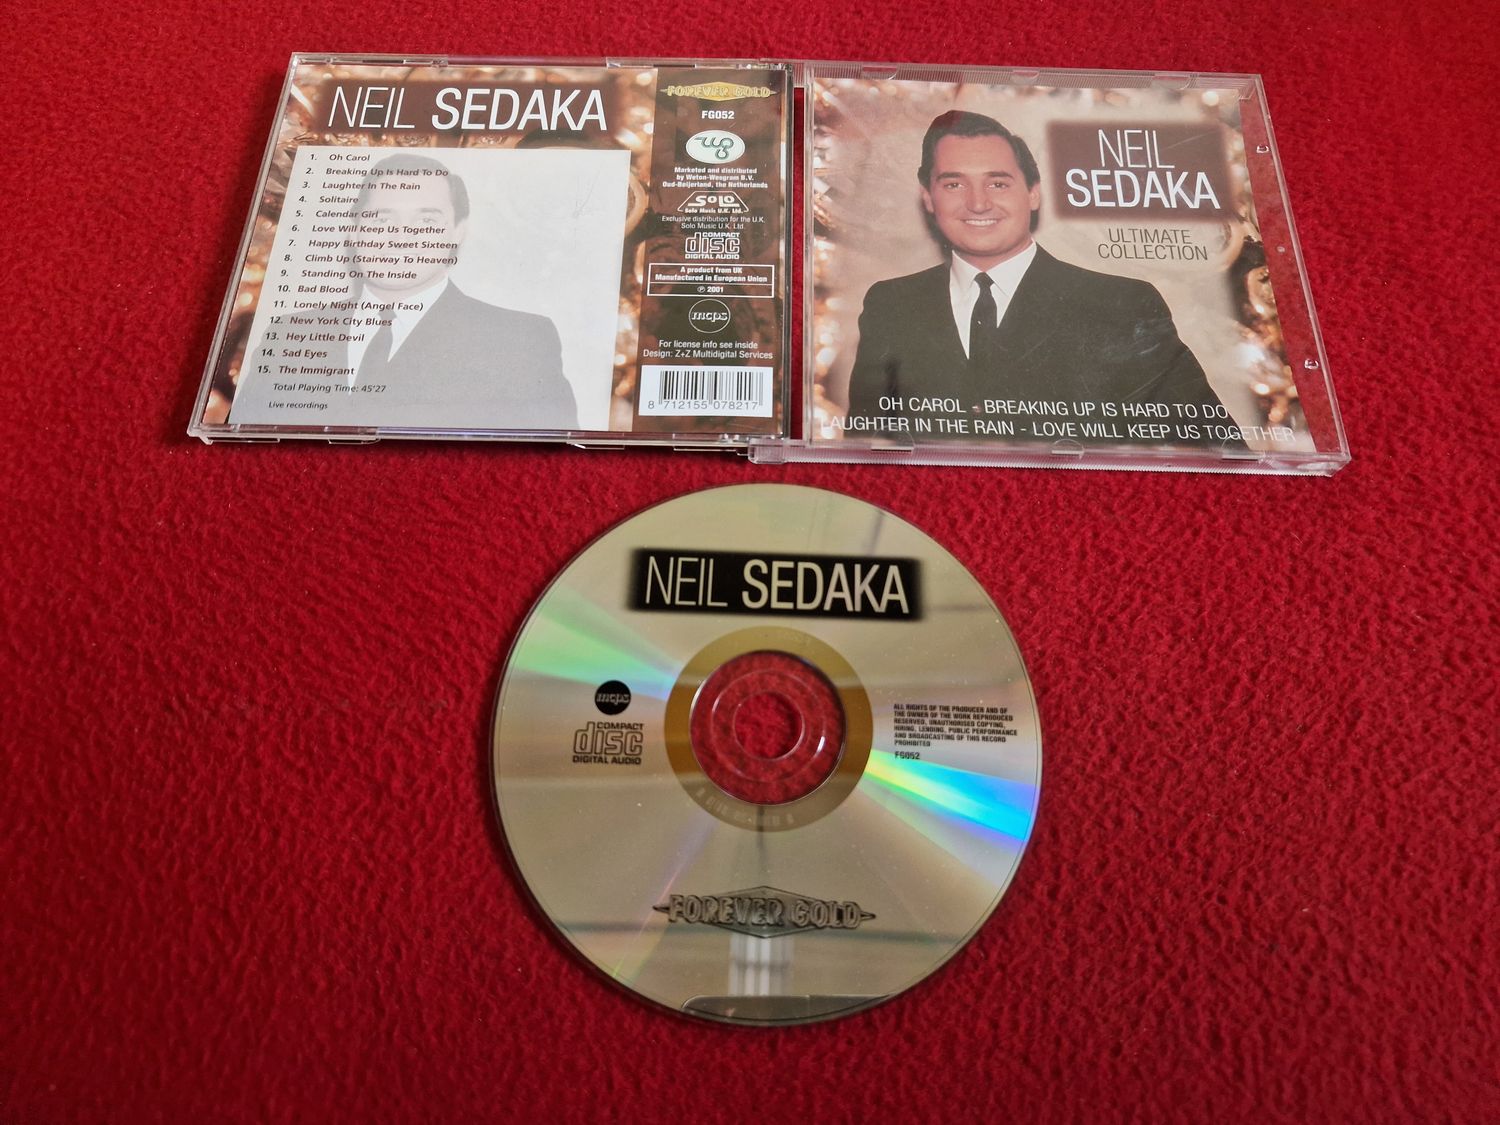 NEIL SEDAKA
1. Oh Carol
2. Breaking Up Is Hard To Do
3. Laughter In The Rain
4. Solitaire
5. Calendar Girl
6. Love Will Keep Us Together
7. Happy Birthday Sweet Sixteen
8. Climb Up (Stairway To Heaven)
9. Standing On The Inside
10. Bad Blood
11. Lonely Night (Angel Face)
12. New York City Blues
13. Hey Little Devil
14. Sad Eyes
15. The Immigrant
Total Playing Time: 45'27
Live recordings
FOREVER GOLD
FG052
Marketed and distributed
by Weton-Wesgram B.V.
Oud-Beijerland, the Netherlands
SOLO
Solo Music U.K. Ltd.
Exclusive distribution for the U.K.
Solo Music U.K. Ltd.
COMPACT
disc
DIGITAL AUDIO
A product from UK
Manufactured in European Union
℗ 2001
mcps
For license info see inside
Design: Z+Z Multidigital Services
8 712155 078217
NEIL
SEDAKA
ULTIMATE
COLLECTION
OH CAROL - BREAKING UP IS HARD TO DO
LAUGHTER IN THE RAIN - LOVE WILL KEEP US TOGETHER
NEIL SEDAKA
mcps
COMPACT
disc
DIGITAL AUDIO
ALL RIGHTS OF THE PRODUCER AND OF
THE OWNER OF THE WORK REPRODUCED
RESERVED, UNAUTHORISED COPYING,
HIRING, LENDING, PUBLIC PERFORMANCE
AND BROADCASTING OF THIS RECORD
PROHIBITED
FG052
FOREVER GOLD